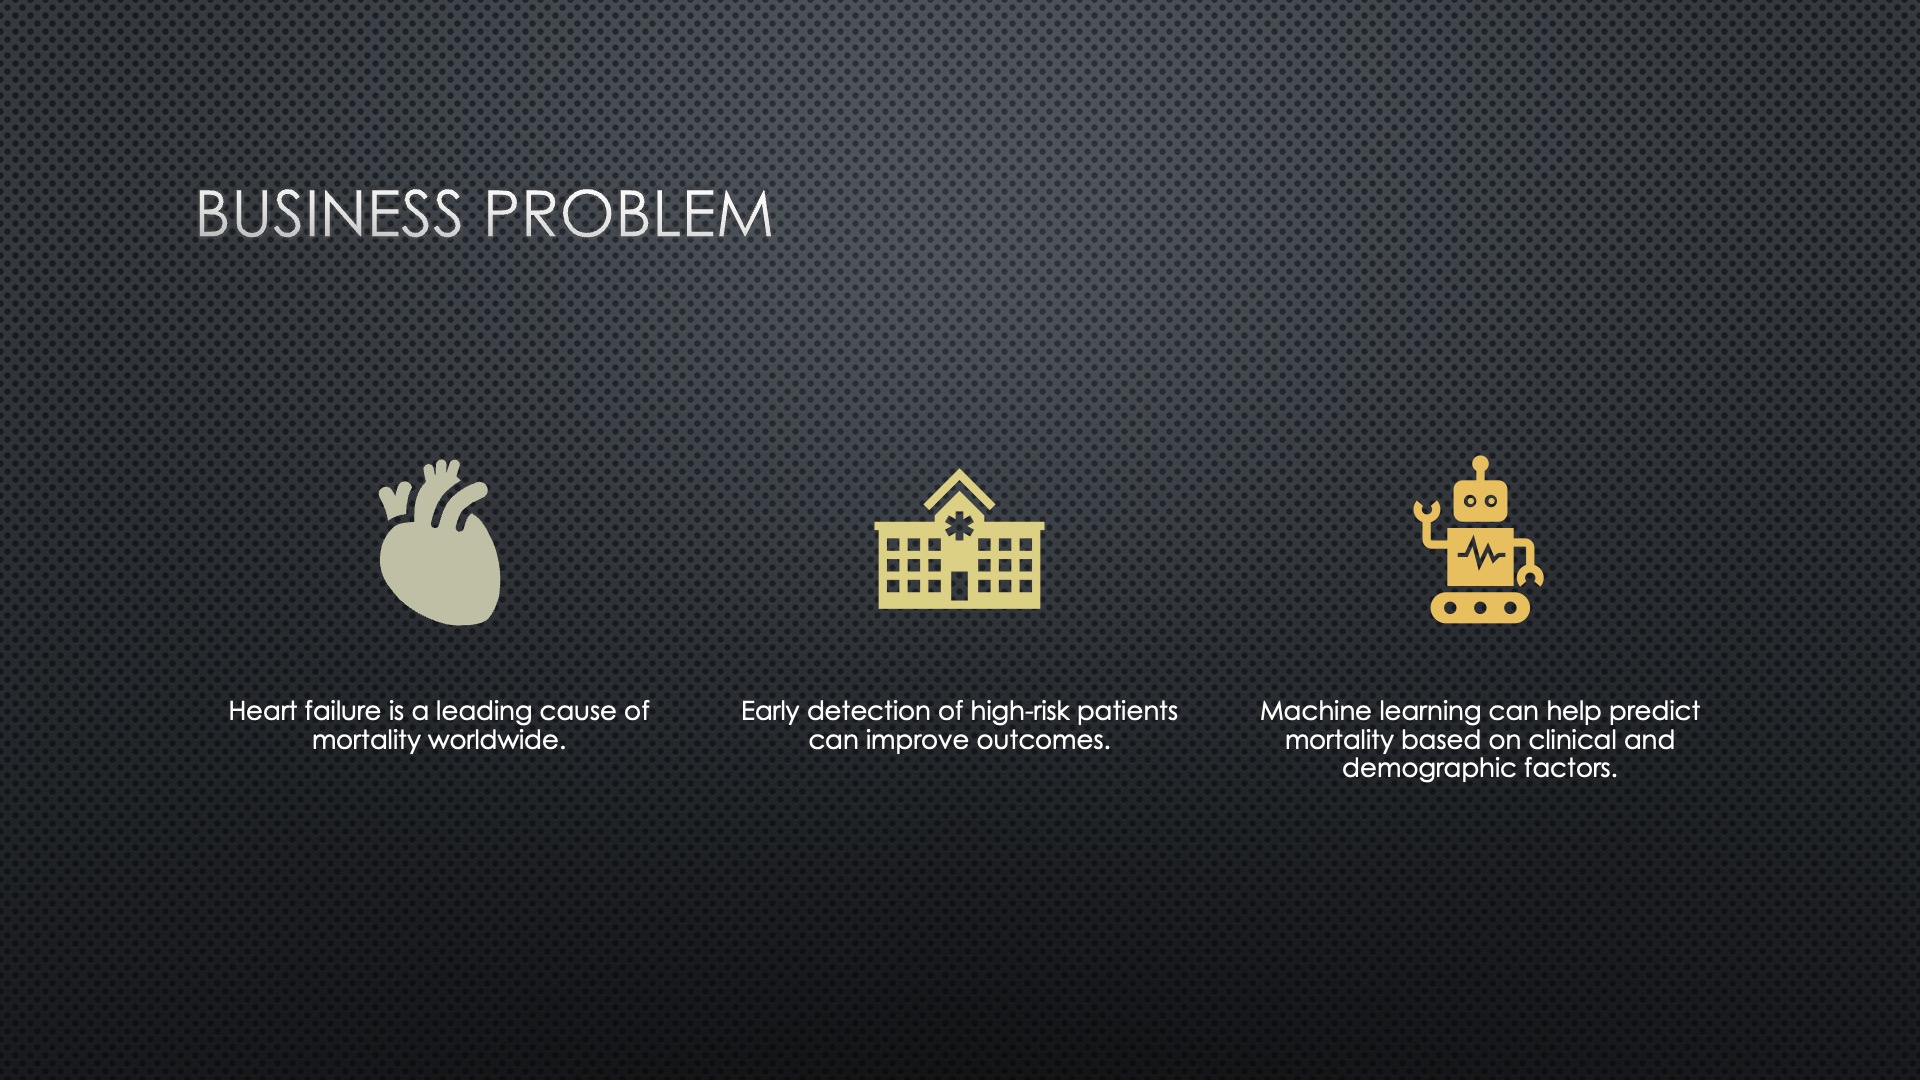 BUSINESS PROBLEM
Heart failure is a leading cause of
mortality worldwide.
Early detection of high-risk patients
can improve outcomes.
Machine learning can help predict
mortality based on clinical and
demographic factors.